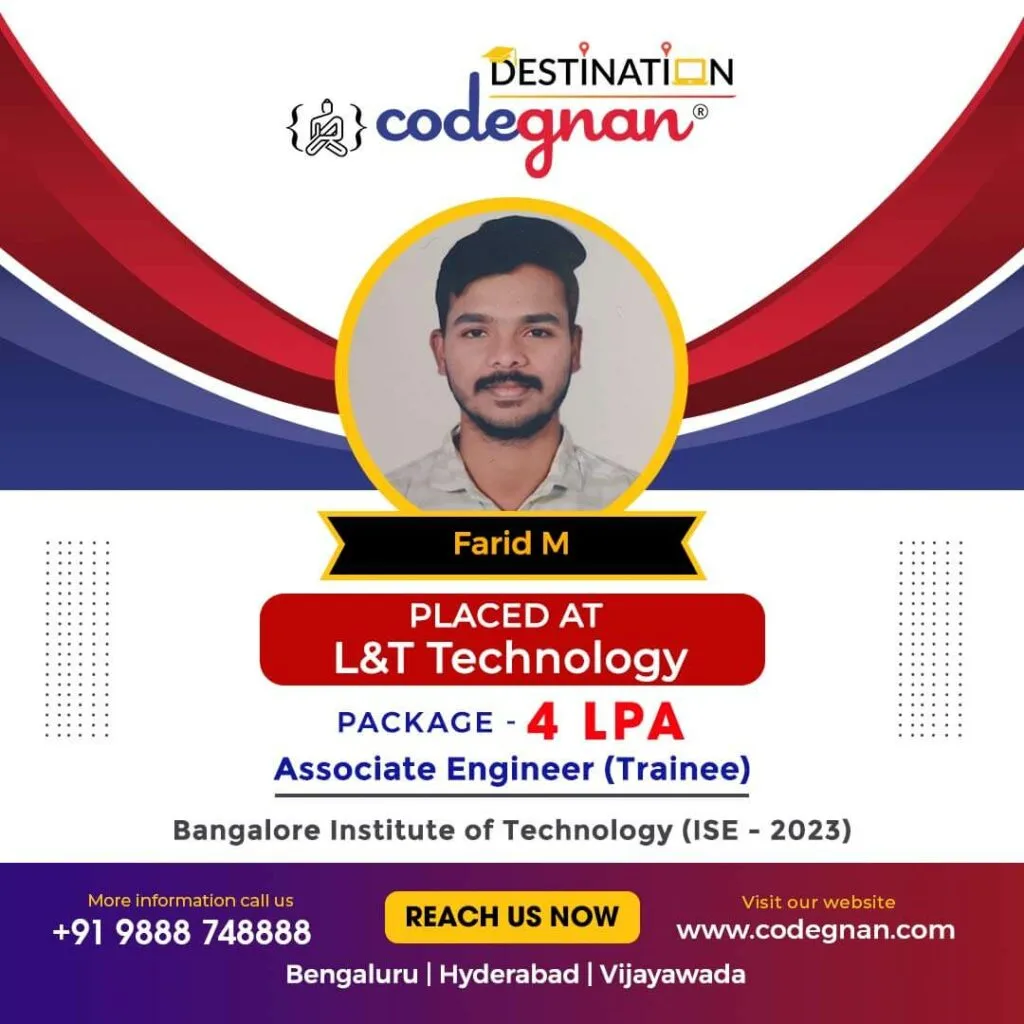 DESTINATION
codegnan®
Farid M
PLACED AT
L&T Technology
PACKAGE - 4 LPA
Associate Engineer (Trainee)
Bangalore Institute of Technology (ISE - 2023)
More information call us
+91 9888 748888
REACH US NOW
Visit our website
www.codegnan.com
Bengaluru | Hyderabad | Vijayawada